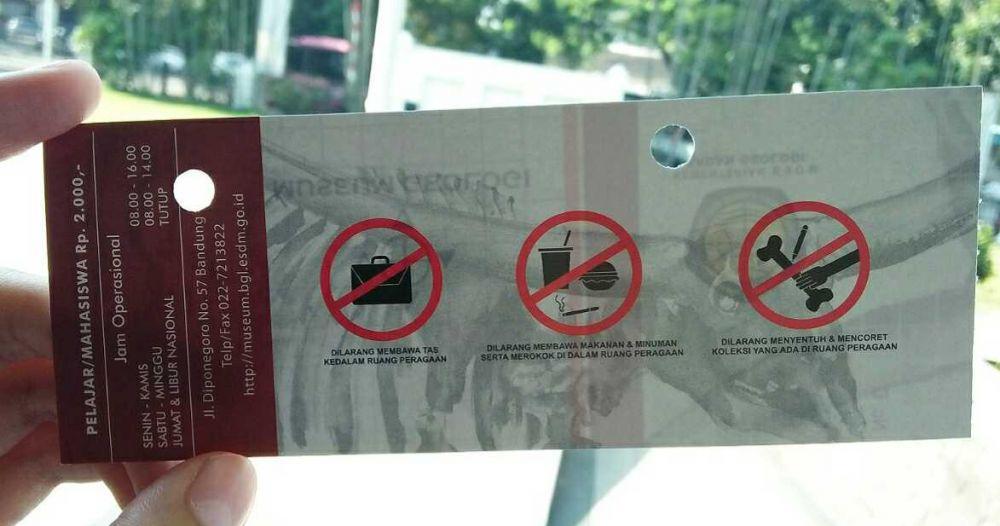 PELAJAR/MAHASISWA Rp. 2.000,-
Jam Operasional
SENIN - KAMIS 08.00 - 16.00
SABTU - MINGGU 08.00 - 14.00
JUMAT & LIBUR NASIONAL TUTUP
Jl. Diponegoro No. 57 Bandung
Telp/Fax 022-7213822
http://museum.bgl.esdm.go.id
MUSEUM GEOLOGI
DILARANG MEMBAWA TAS
KEDALAM RUANG PERAGAAN
DILARANG MEMBAWA MAKANAN & MINUMAN
SERTA MEROKOK DI DALAM RUANG PERAGAAN
DILARANG MENYENTUH & MENCORET
KOLEKSI YANG ADA DI RUANG PERAGAAN